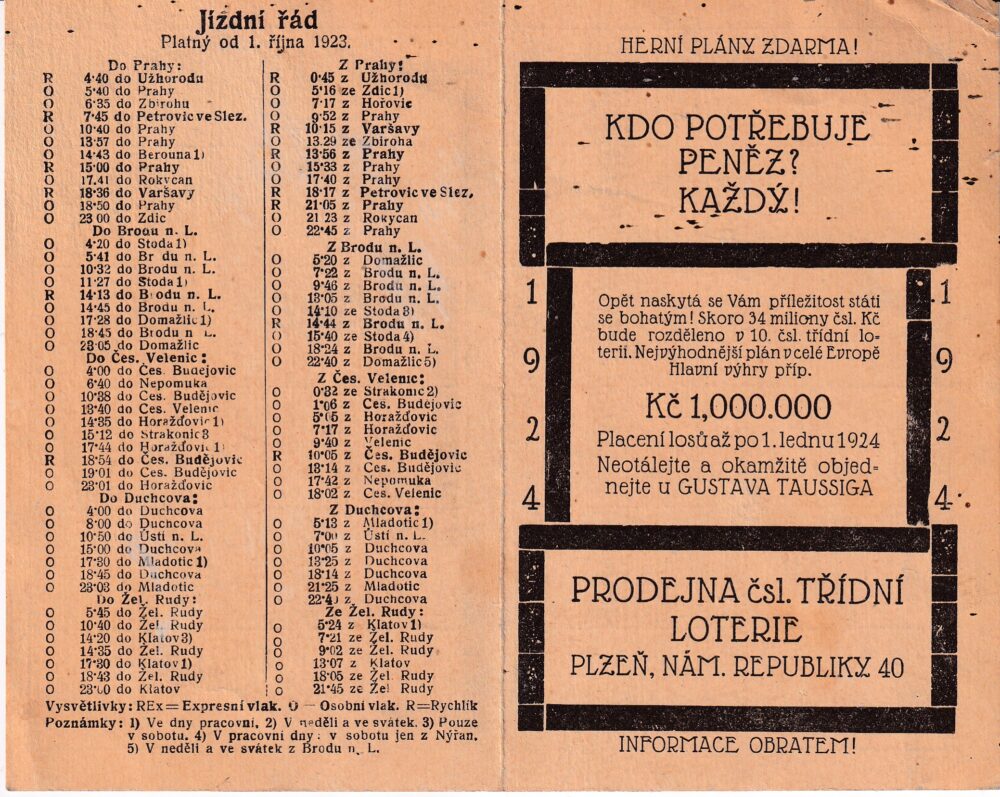 Jízdní řád
Platný od 1. října 1923.
Do Prahy:
R 4·40 do Užhorodu
O 5·40 do Prahy
O 6·35 do Zbirohu
R 7·45 do Petrovic ve Slez.
O 10·40 do Prahy
O 13·57 do Prahy
O 14·43 do Berouna 1)
R 15·00 do Prahy
O 17.41 do Rokycan
R 18·36 do Varšavy
O 18·50 do Prahy
O 23 00 do Zdic
Do Brodu n. L.
O 4·20 do Stoda 1)
O 5·41 do Br du n. L.
O 10·32 do Brodu n. L.
O 11·27 do Stoda 1)
R 14·13 do Brodu n. L.
O 14·45 do Brodu n. L.
O 17·28 do Domažlic 1)
O 18·45 do Brodu n L.
O 23·05 do Domažlic
Do Čes. Velenic:
O 4·00 do Čes. Budějovic
O 6·40 do Nepomuka
O 10·38 do Čes. Budějovic
O 13·40 do Čes. Velenic
O 14·35 do Horažďovic 1)
O 15·12 do Strakonic 3
O 17·44 do Horažďovic 1)
R 18·54 do Čes. Budějovic
O 19·01 do Čes. Budějovic
O 23·01 do Horažďovic
Do Duchcova:
O 4·00 do Duchcova
O 8·00 do Duchcova
O 10·50 do Ústí n. L.
O 15·00 do Duchcova
O 17·30 do Mladotic 1)
O 18·45 do Duchcova
O 23·03 do Mladotic
Do Žel. Rudy:
O 5·45 do Žel. Rudy
O 10·40 do Žel. Rudy
O 14·20 do Klatov 3)
O 14·35 do Žel. Rudy
O 17·30 do Klatov 1)
O 18·43 do Žel. Rudy
O 23·00 do Klatov
Z Prahy:
R 0·45 z Užhorodu
O 5·16 ze Zdic 1)
O 7·17 z Hořovic
O 9·52 z Prahy
R 10·15 z Varšavy
O 13.29 ze Zbiroha
R 13·56 z Prahy
O 15·33 z Prahy
O 17·40 z Prahy
R 18·17 z Petrovic ve Slez.
R 21·05 z Prahy
O 21 23 z Rokycan
O 22·45 z Prahy
Z Brodu n. L.
O 5·20 z Domažlic
O 7·22 z Brodu n. L.
O 9·46 z Brodu n. L.
O 13·05 z Brodu n. L.
O 14·10 ze Stoda 3)
R 14·44 z Brodu n. L.
O 15·40 ze Stoda 4)
O 18·24 z Brodu n. L.
O 22·40 z Domažlic 5)
Z Čes. Velenic:
O 0·32 ze Strakonic 2)
O 1·06 z Čes. Budějovic
O 5·05 z Horažďovic
O 7·17 z Horažďovic
O 9·40 z Velenic
R 10·05 z Čes. Budějovic
O 13·14 z Čes. Budějovic
O 17·42 z Nepomuka
O 18·02 z Čes. Velenic
Z Duchcova:
O 5·13 z Mladotic 1)
O 7·00 z Ústí n. L.
O 10·05 z Duchcova
O 13·25 z Duchcova
O 18·14 z Duchcova
O 21·25 z Mladotic
O 22·4 z Duchcova
Ze Žel. Rudy:
O 5·24 z Klatov 1)
O 7·21 ze Žel. Rudy
O 9·02 ze Žel. Rudy
O 13·07 z Klatov
O 18·05 ze Žel. Rudy
O 21·45 ze Žel Rudy
Vysvětlivky: REx= Expresní vlak. O — Osobní vlak. R=Rychlík
Poznámky: 1) Ve dny pracovní, 2) V neděli a ve svátek. 3) Pouze
v sobotu. 4) V pracovní dny: v sobotu jen z Nýřan.
5) V neděli a ve svátek z Brodu n. L.
HERNÍ PLÁNY ZDARMA!
KDO POTŘEBUJE
PENĚZ?
KAŽDÝ!
1 9 2 4
Opět naskytá se Vám příležitost státi
se bohatým! Skoro 34 miliony čsl. Kč
bude rozděleno v 10. čsl. třídní lo-
terii. Nejvýhodnější plán v celé Evropě
Hlavní výhry příp.
Kč 1,000.000
Placení losů až po 1. lednu 1924
Neotálejte a okamžitě objed-
nejte u GUSTAVA TAUSSIGA
1 9 2 4
PRODEJNA čsl. TŘÍDNÍ
LOTERIE
PLZEŇ, NÁM. REPUBLIKY 40
INFORMACE OBRATEM!